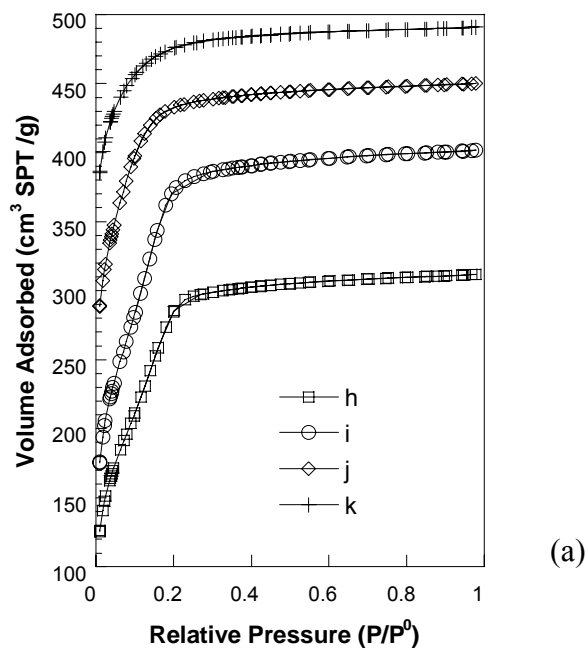 500
450
400
350
300
250
200
150
100
Volume Adsorbed (cm³ SPT /g)
h
i
j
k
0 0.2 0.4 0.6 0.8 1
Relative Pressure (P/P⁰)
(a)